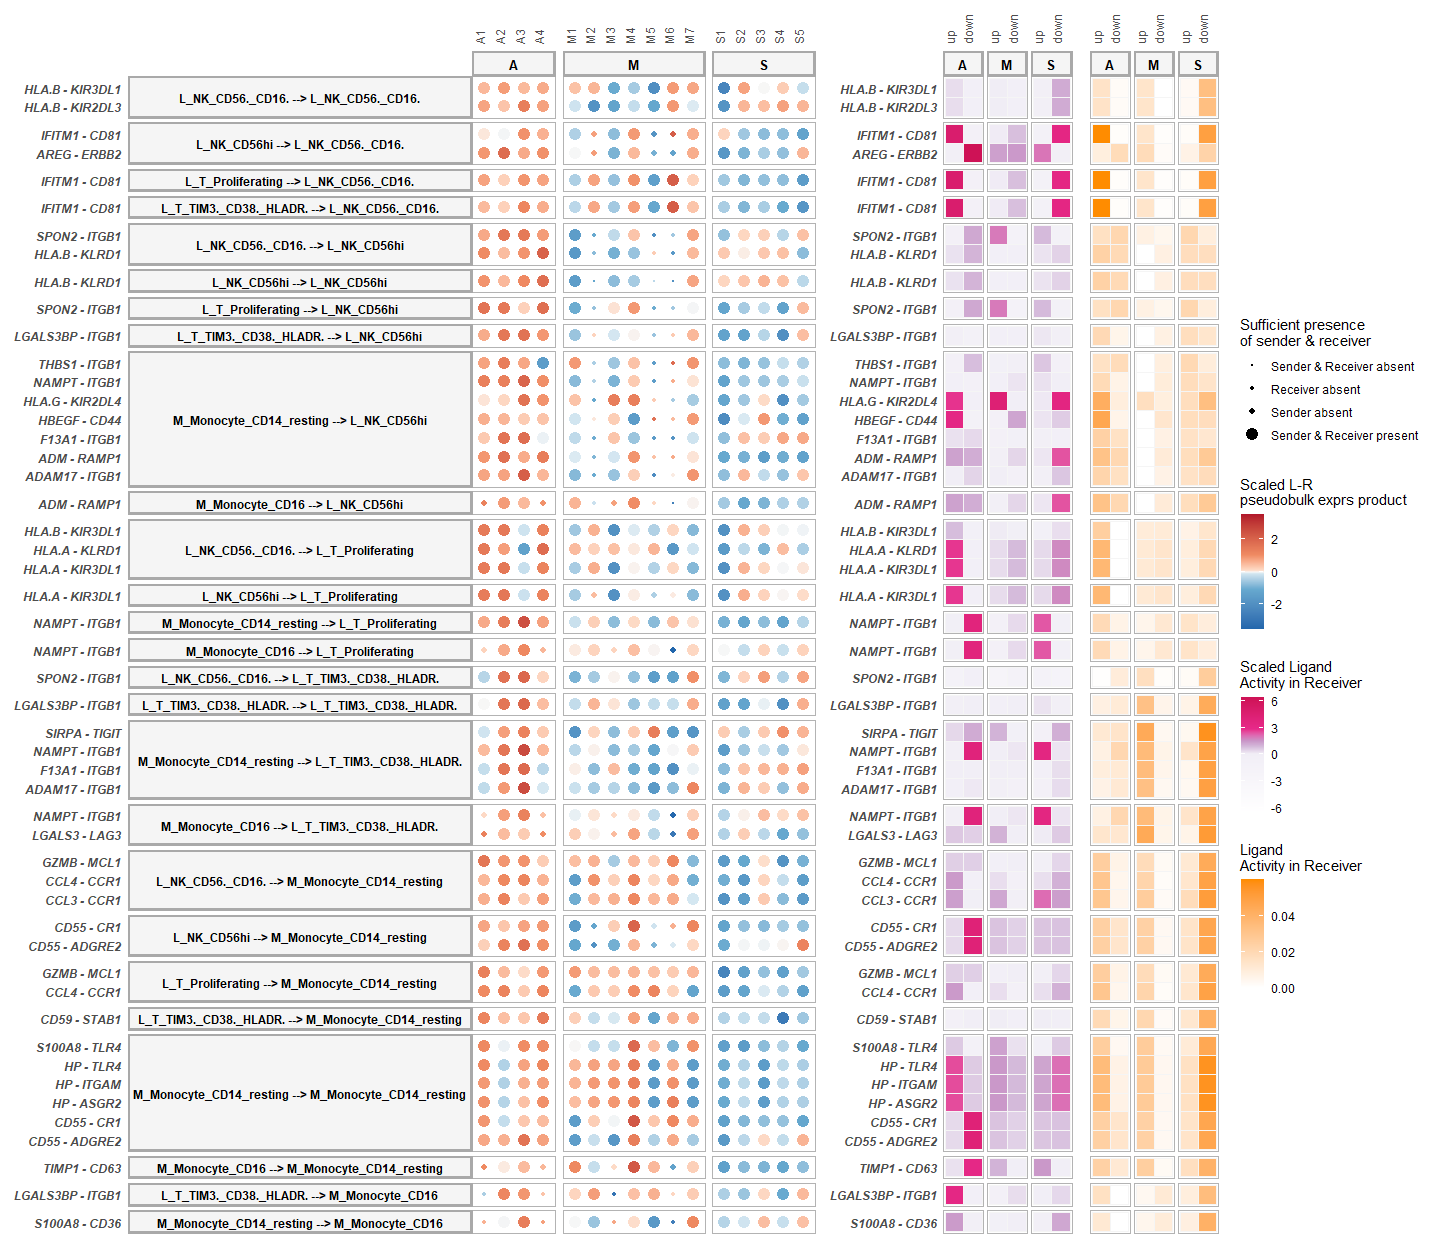 A1 A2 A3 A4 M1 M2 M3 M4 M5 M6 M7 S1 S2 S3 S4 S5 up down up down up down up down up down up down
A M S A M S A M S
HLA.B - KIR3DL1
HLA.B - KIR2DL3
L_NK_CD56._CD16. --> L_NK_CD56._CD16.
HLA.B - KIR3DL1
HLA.B - KIR2DL3
IFITM1 - CD81
AREG - ERBB2
L_NK_CD56hi --> L_NK_CD56._CD16.
IFITM1 - CD81
AREG - ERBB2
IFITM1 - CD81
L_T_Proliferating --> L_NK_CD56._CD16.
IFITM1 - CD81
IFITM1 - CD81
L_T_TIM3._CD38._HLADR. --> L_NK_CD56._CD16.
IFITM1 - CD81
SPON2 - ITGB1
HLA.B - KLRD1
L_NK_CD56._CD16. --> L_NK_CD56hi
SPON2 - ITGB1
HLA.B - KLRD1
HLA.B - KLRD1
L_NK_CD56hi --> L_NK_CD56hi
HLA.B - KLRD1
SPON2 - ITGB1
L_T_Proliferating --> L_NK_CD56hi
SPON2 - ITGB1
LGALS3BP - ITGB1
L_T_TIM3._CD38._HLADR. --> L_NK_CD56hi
LGALS3BP - ITGB1
THBS1 - ITGB1
NAMPT - ITGB1
HLA.G - KIR2DL4
HBEGF - CD44
F13A1 - ITGB1
ADM - RAMP1
ADAM17 - ITGB1
M_Monocyte_CD14_resting --> L_NK_CD56hi
THBS1 - ITGB1
NAMPT - ITGB1
HLA.G - KIR2DL4
HBEGF - CD44
F13A1 - ITGB1
ADM - RAMP1
ADAM17 - ITGB1
ADM - RAMP1
M_Monocyte_CD16 --> L_NK_CD56hi
ADM - RAMP1
HLA.B - KIR3DL1
HLA.A - KLRD1
HLA.A - KIR3DL1
L_NK_CD56._CD16. --> L_T_Proliferating
HLA.B - KIR3DL1
HLA.A - KLRD1
HLA.A - KIR3DL1
HLA.A - KIR3DL1
L_NK_CD56hi --> L_T_Proliferating
HLA.A - KIR3DL1
NAMPT - ITGB1
M_Monocyte_CD14_resting --> L_T_Proliferating
NAMPT - ITGB1
NAMPT - ITGB1
M_Monocyte_CD16 --> L_T_Proliferating
NAMPT - ITGB1
SPON2 - ITGB1
L_NK_CD56._CD16. --> L_T_TIM3._CD38._HLADR.
SPON2 - ITGB1
LGALS3BP - ITGB1
L_T_TIM3._CD38._HLADR. --> L_T_TIM3._CD38._HLADR.
LGALS3BP - ITGB1
SIRPA - TIGIT
NAMPT - ITGB1
F13A1 - ITGB1
ADAM17 - ITGB1
M_Monocyte_CD14_resting --> L_T_TIM3._CD38._HLADR.
SIRPA - TIGIT
NAMPT - ITGB1
F13A1 - ITGB1
ADAM17 - ITGB1
NAMPT - ITGB1
LGALS3 - LAG3
M_Monocyte_CD16 --> L_T_TIM3._CD38._HLADR.
NAMPT - ITGB1
LGALS3 - LAG3
GZMB - MCL1
CCL4 - CCR1
CCL3 - CCR1
L_NK_CD56._CD16. --> M_Monocyte_CD14_resting
GZMB - MCL1
CCL4 - CCR1
CCL3 - CCR1
CD55 - CR1
CD55 - ADGRE2
L_NK_CD56hi --> M_Monocyte_CD14_resting
CD55 - CR1
CD55 - ADGRE2
GZMB - MCL1
CCL4 - CCR1
L_T_Proliferating --> M_Monocyte_CD14_resting
GZMB - MCL1
CCL4 - CCR1
CD59 - STAB1
L_T_TIM3._CD38._HLADR. --> M_Monocyte_CD14_resting
CD59 - STAB1
S100A8 - TLR4
HP - TLR4
HP - ITGAM
HP - ASGR2
CD55 - CR1
CD55 - ADGRE2
M_Monocyte_CD14_resting --> M_Monocyte_CD14_resting
S100A8 - TLR4
HP - TLR4
HP - ITGAM
HP - ASGR2
CD55 - CR1
CD55 - ADGRE2
TIMP1 - CD63
M_Monocyte_CD16 --> M_Monocyte_CD14_resting
TIMP1 - CD63
LGALS3BP - ITGB1
L_T_TIM3._CD38._HLADR. --> M_Monocyte_CD16
LGALS3BP - ITGB1
S100A8 - CD36
M_Monocyte_CD14_resting --> M_Monocyte_CD16
S100A8 - CD36
Sufficient presence
of sender & receiver
Sender & Receiver absent
Receiver absent
Sender absent
Sender & Receiver present
Scaled L-R
pseudobulk exprs product
2
0
-2
Scaled Ligand
Activity in Receiver
6
3
0
-3
-6
Ligand
Activity in Receiver
0.04
0.02
0.00